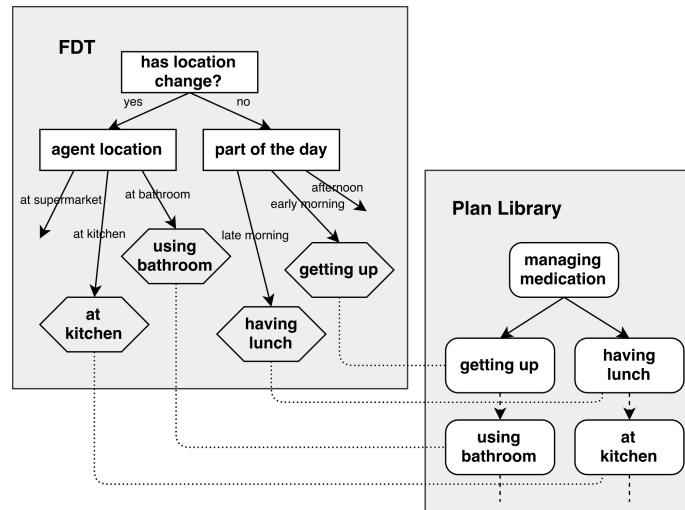 FDT
has location
change?
yes
no
agent location
part of the day
at supermarket
at bathroom
afternoon
early morning
at kitchen
late morning
using
bathroom
getting up
at
kitchen
having
lunch
Plan Library
managing
medication
getting up
having
lunch
using
bathroom
at
kitchen